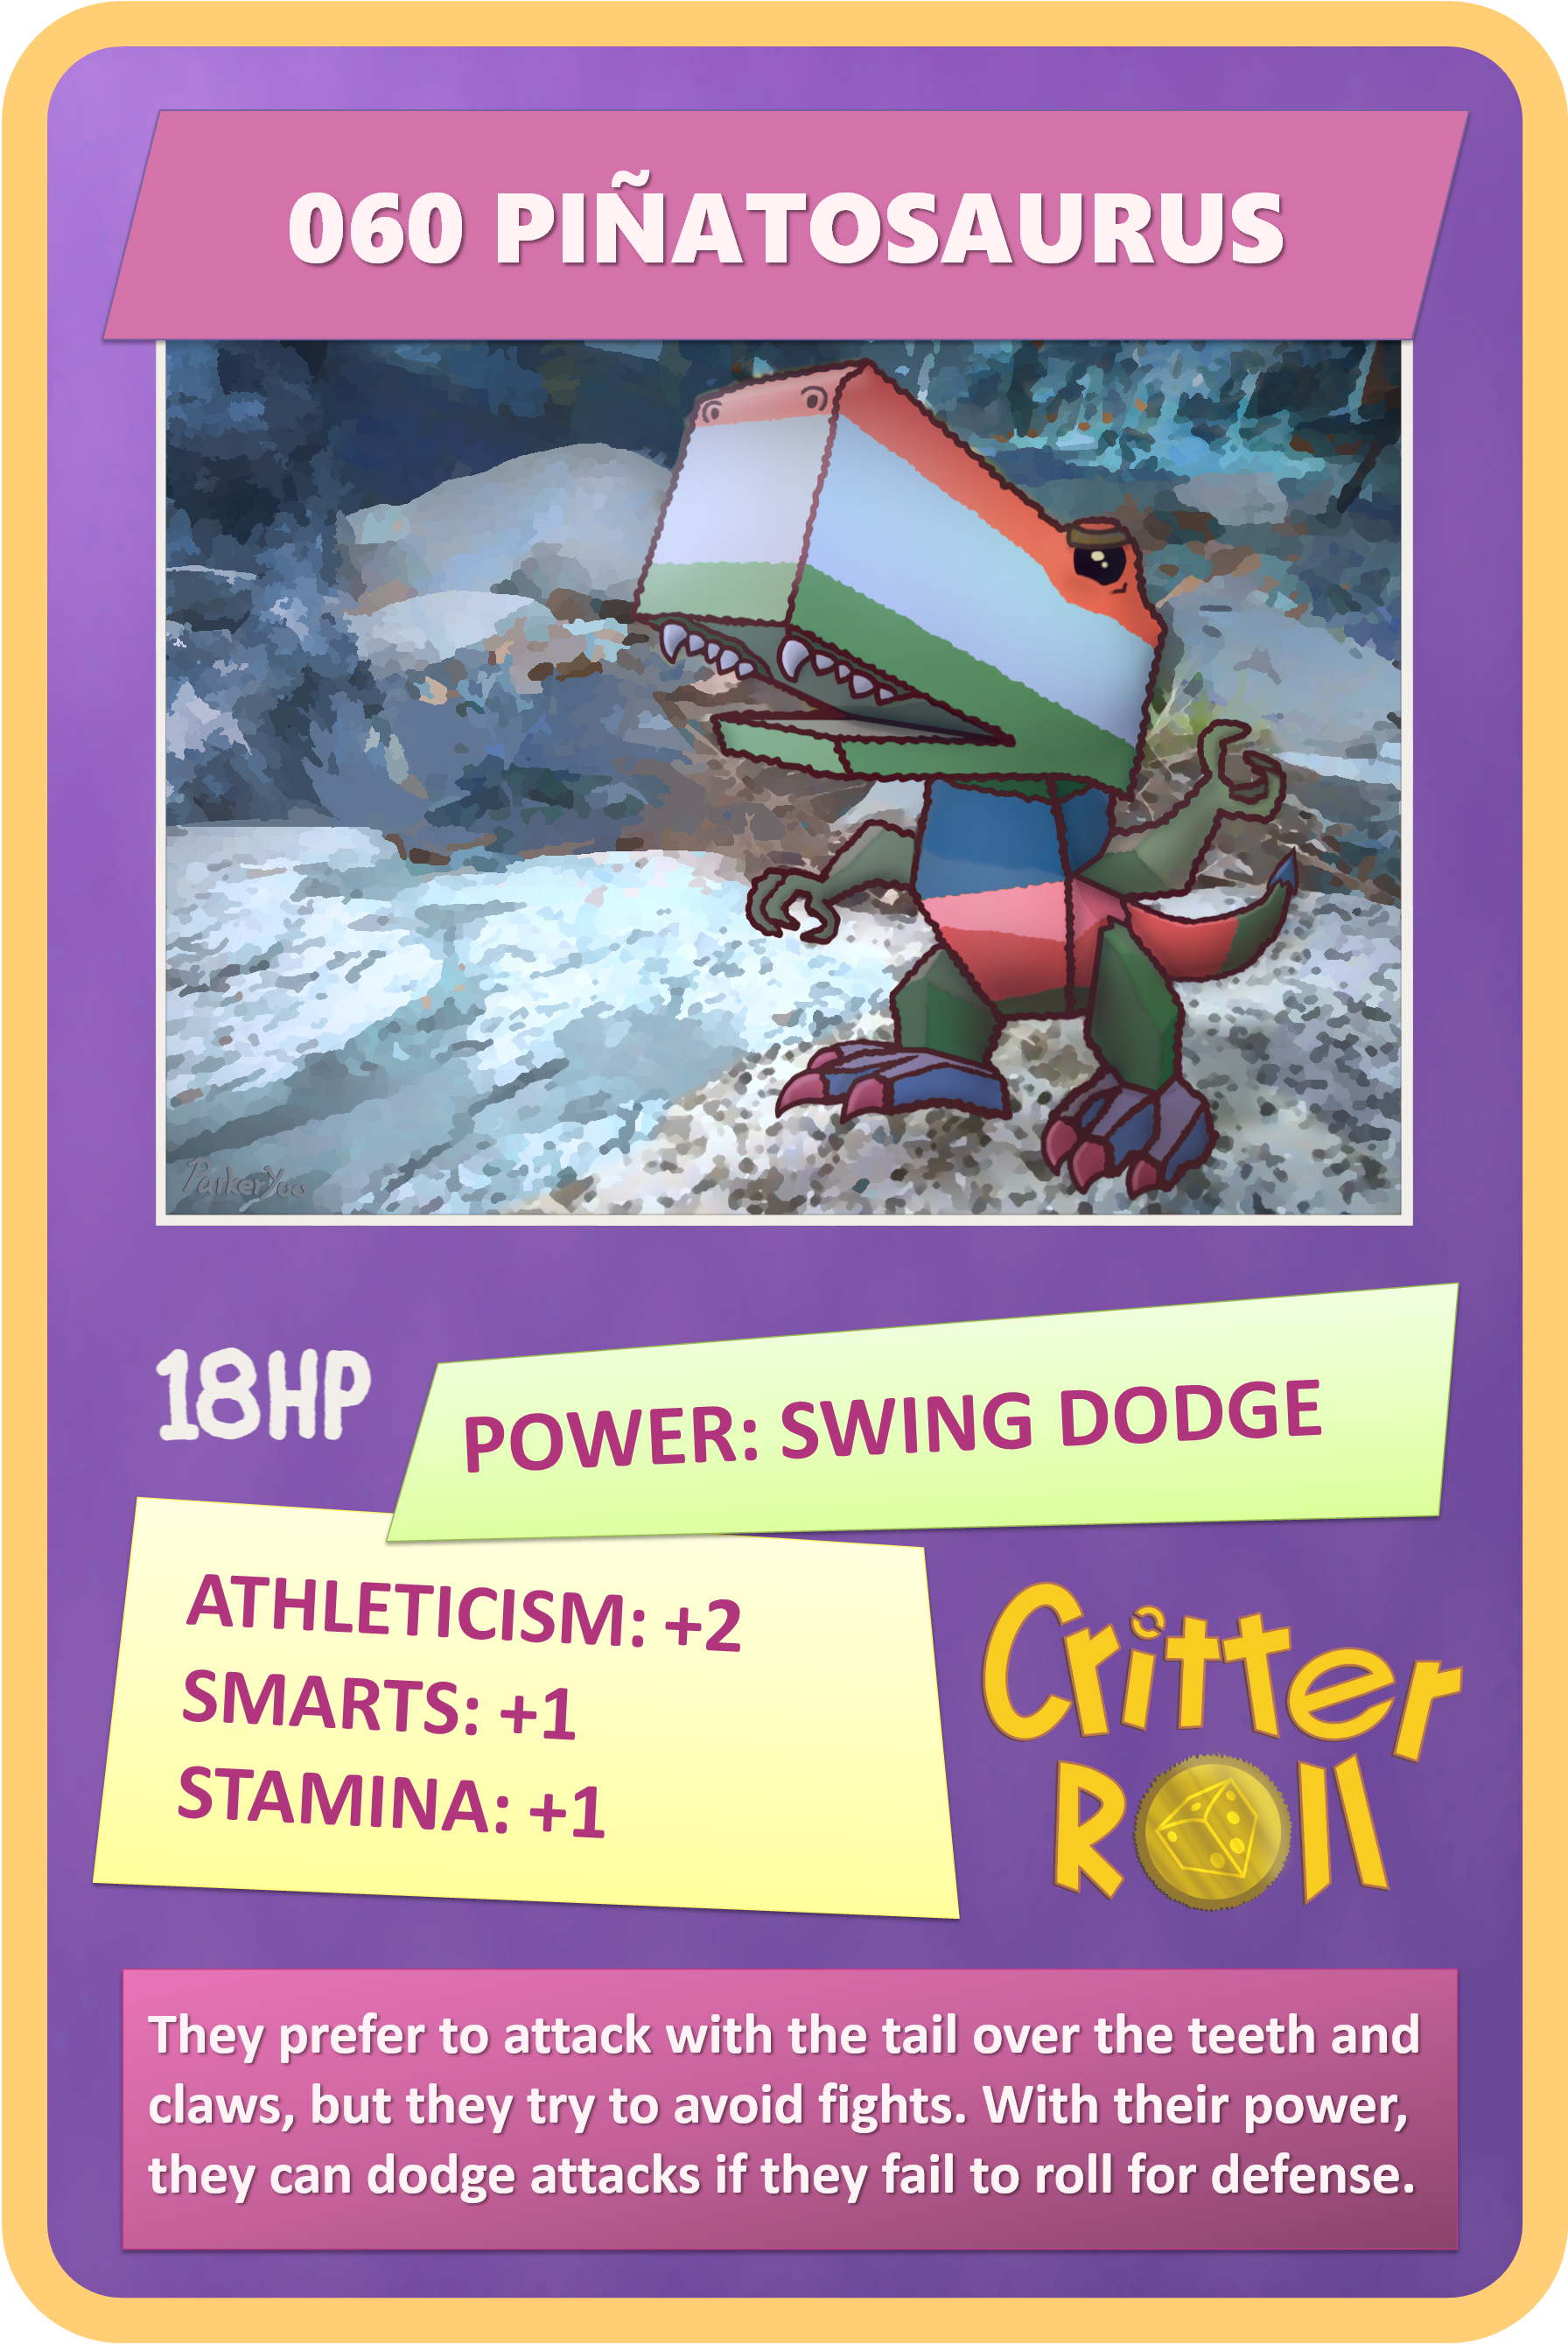 060 PIÑATOSAURUS
ParkerYoo
18HP
POWER: SWING DODGE
ATHLETICISM: +2
SMARTS: +1
STAMINA: +1
Critter
Roll
They prefer to attack with the tail over the teeth and
claws, but they try to avoid fights. With their power,
they can dodge attacks if they fail to roll for defense.